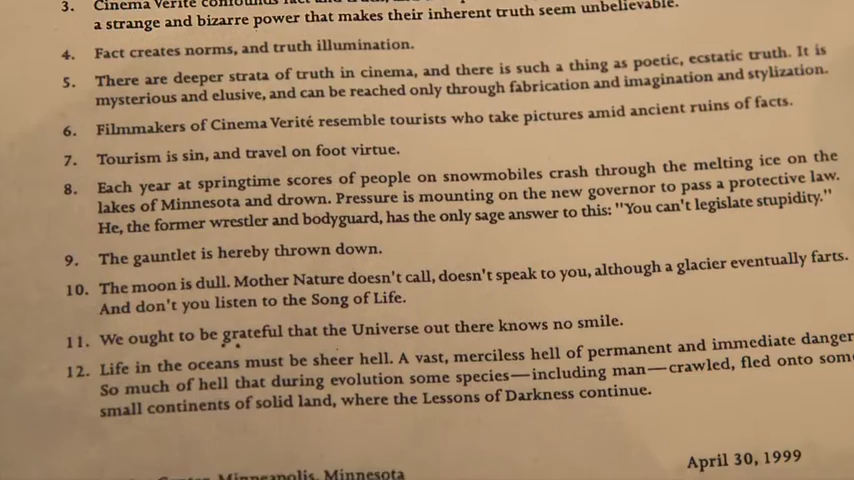 3. Cinema Verité confounds fact and
a strange and bizarre power that makes their inherent truth seem unbelievable.
4. Fact creates norms, and truth illumination.
5. There are deeper strata of truth in cinema, and there is such a thing as poetic, ecstatic truth. It is
mysterious and elusive, and can be reached only through fabrication and imagination and stylization.
6. Filmmakers of Cinema Verité resemble tourists who take pictures amid ancient ruins of facts.
7. Tourism is sin, and travel on foot virtue.
8. Each year at springtime scores of people on snowmobiles crash through the melting ice on the
lakes of Minnesota and drown. Pressure is mounting on the new governor to pass a protective law.
He, the former wrestler and bodyguard, has the only sage answer to this: "You can't legislate stupidity."
9. The gauntlet is hereby thrown down.
10. The moon is dull. Mother Nature doesn't call, doesn't speak to you, although a glacier eventually farts.
And don't you listen to the Song of Life.
11. We ought to be grateful that the Universe out there knows no smile.
12. Life in the oceans must be sheer hell. A vast, merciless hell of permanent and immediate danger
So much of hell that during evolution some species—including man—crawled, fled onto som
small continents of solid land, where the Lessons of Darkness continue.
Minneapolis, Minnesota
April 30, 1999